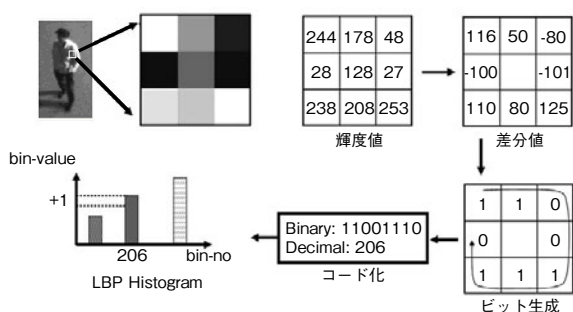 244 178 48
28 128 27
238 208 253
輝度値
116 50 -80
-100 -101
110 80 125
差分値
1 1 0
0 0
1 1 1
ビット生成
Binary: 11001110
Decimal: 206
コード化
bin-value
+1
206 bin-no
LBP Histogram